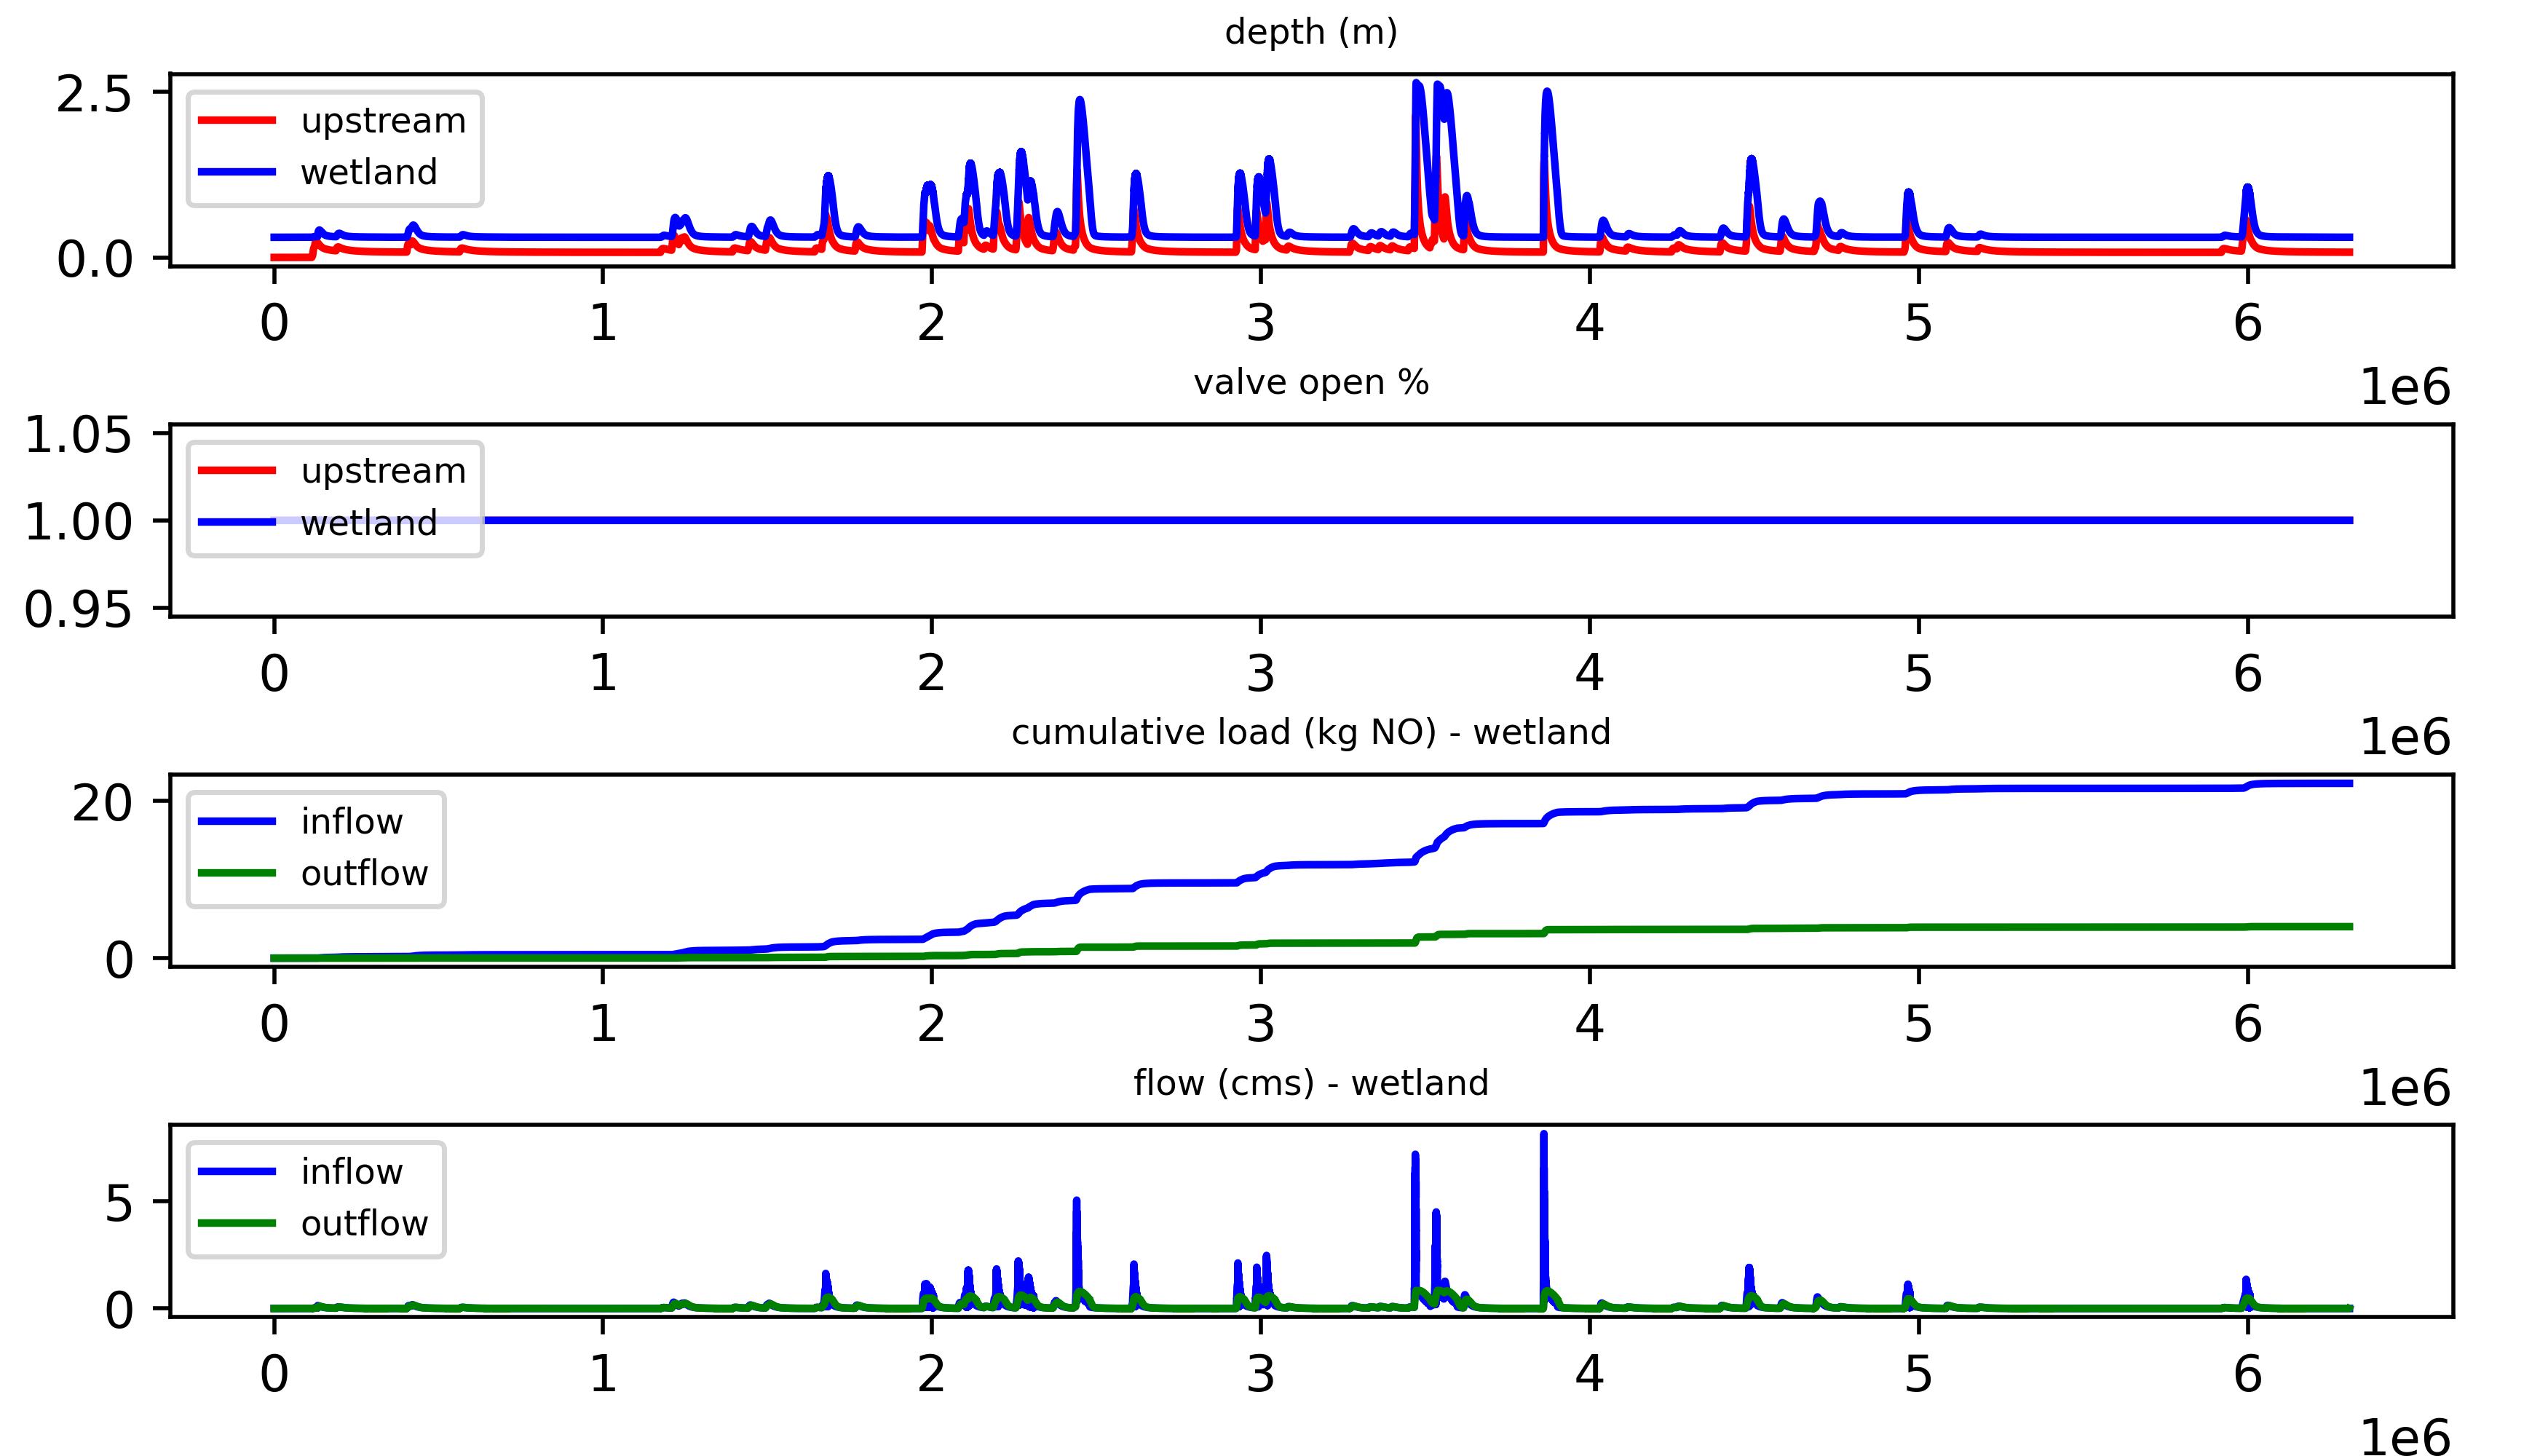 depth (m)
2.5
0.0
upstream
wetland
0 1 2 3 4 5 6
1e6
valve open %
1.05
1.00
0.95
upstream
wetland
0 1 2 3 4 5 6
1e6
cumulative load (kg NO) - wetland
20
0
inflow
outflow
0 1 2 3 4 5 6
1e6
flow (cms) - wetland
5
0
inflow
outflow
0 1 2 3 4 5 6
1e6